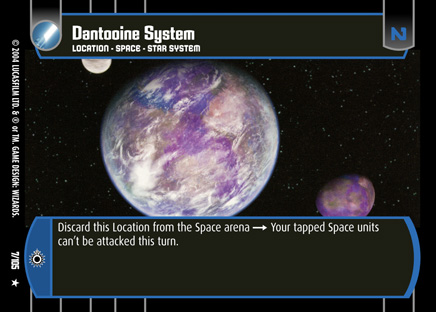 Dantooine System
LOCATION - SPACE - STAR SYSTEM
N
© 2004 LUCASFILM LTD. & ® or TM. GAME DESIGN: WIZARDS.
Discard this Location from the Space arena → Your tapped Space units
can't be attacked this turn.
7/105 ★